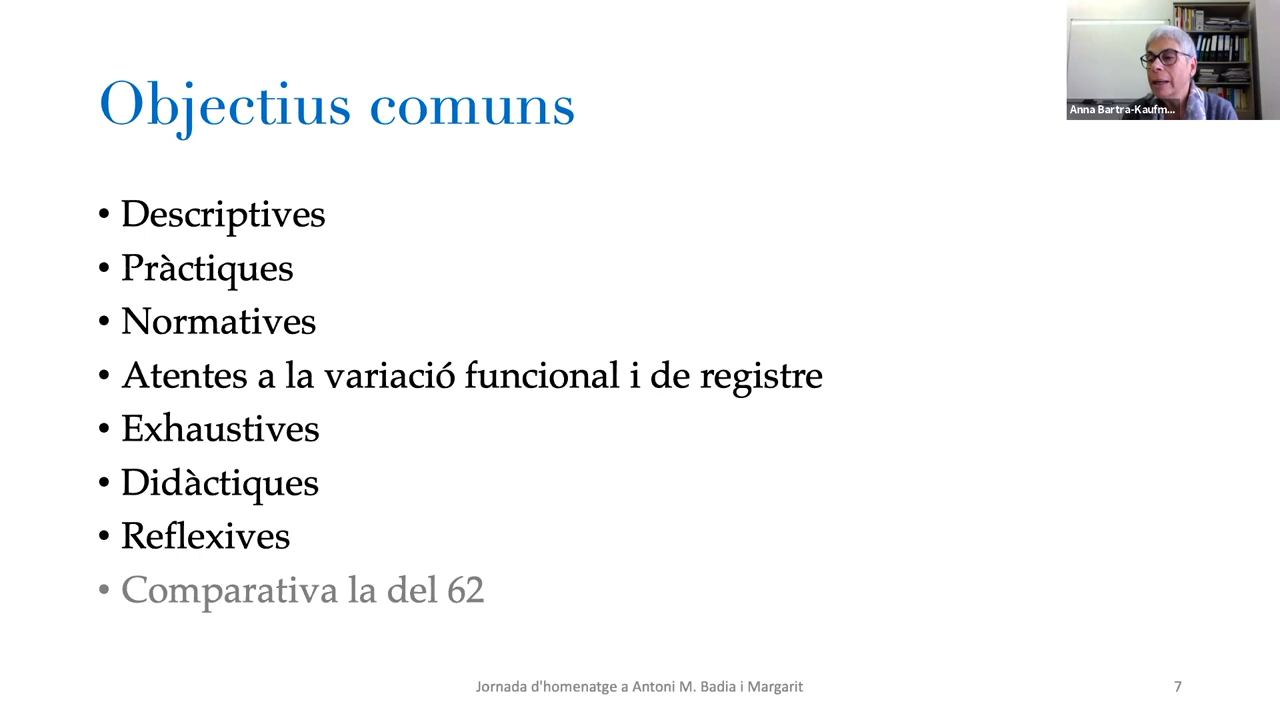 Objectius comuns
Anna Bartra-Kaufm...
• Descriptives
• Pràctiques
• Normatives
• Atentes a la variació funcional i de registre
• Exhaustives
• Didàctiques
• Reflexives
• Comparativa la del 62
Jornada d'homenatge a Antoni M. Badia i Margarit
7